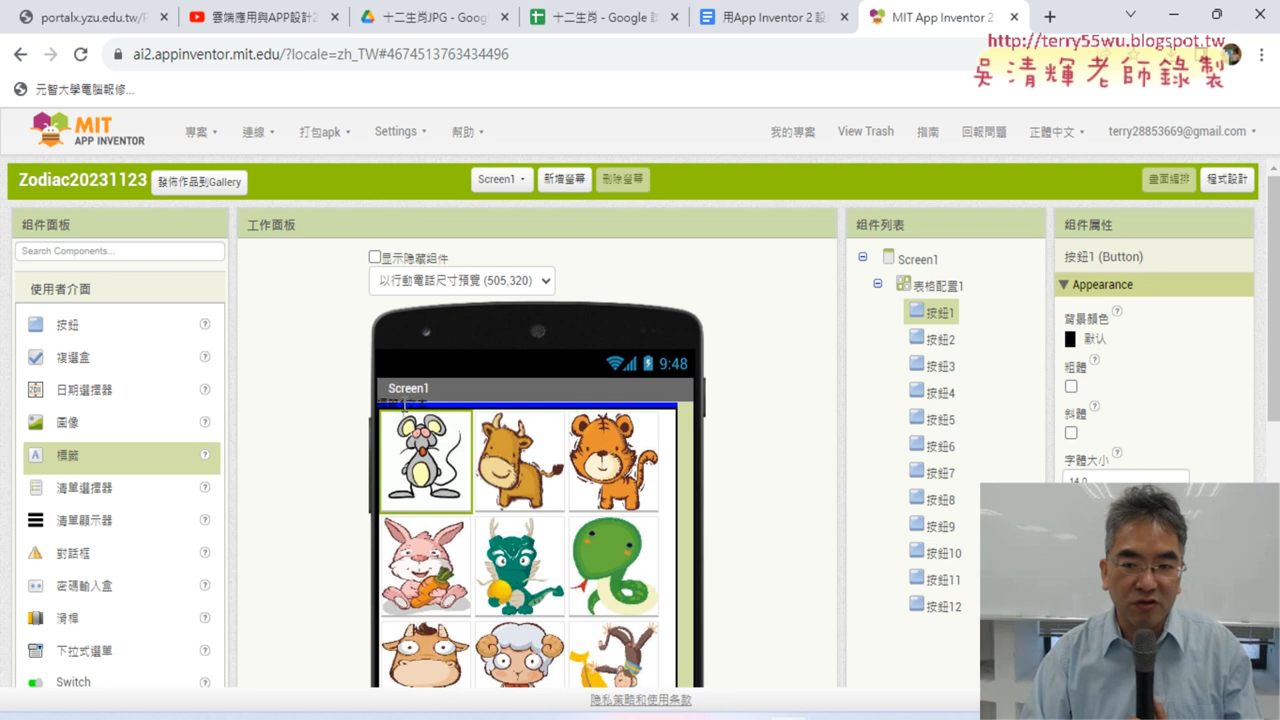 portalx.yzu.edu.tw/P
雲端應用與APP設計2
十二生肖JPG - Goog
十二生肖 - Google 試
用App Inventor 2 設
MIT App Inventor 2
http://terry55wu.blogspot.tw
ai2.appinventor.mit.edu/?locale=zh_TW#4674513763434496
吳清輝老師錄製
元智大學電腦報修...
MIT
APP INVENTOR
專案
連線
打包apk
Settings
幫助
我的專案
View Trash
指南
回報問題
正體中文
terry28853669@gmail.com
Zodiac20231123
發佈作品到Gallery
Screen1
新增螢幕
刪除螢幕
畫面編排
程式設計
组件面板
工作面板
组件列表
组件属性
Search Components...
使用者介面
按鈕
複選盒
日期選擇器
圖像
標籤
清單選擇器
清單顯示器
對話框
密碼輸入盒
滑桿
下拉式選單
Switch
显示隐藏组件
以行動電話尺寸預覽 (505,320)
9:48
Screen1
Screen1
表格配置1
按鈕1
按鈕2
按鈕3
按鈕4
按鈕5
按鈕6
按鈕7
按鈕8
按鈕9
按鈕10
按鈕11
按鈕12
按鈕1 (Button)
Appearance
背景顏色
默认
粗體
斜體
字體大小
14.0
隐私策略和使用条款